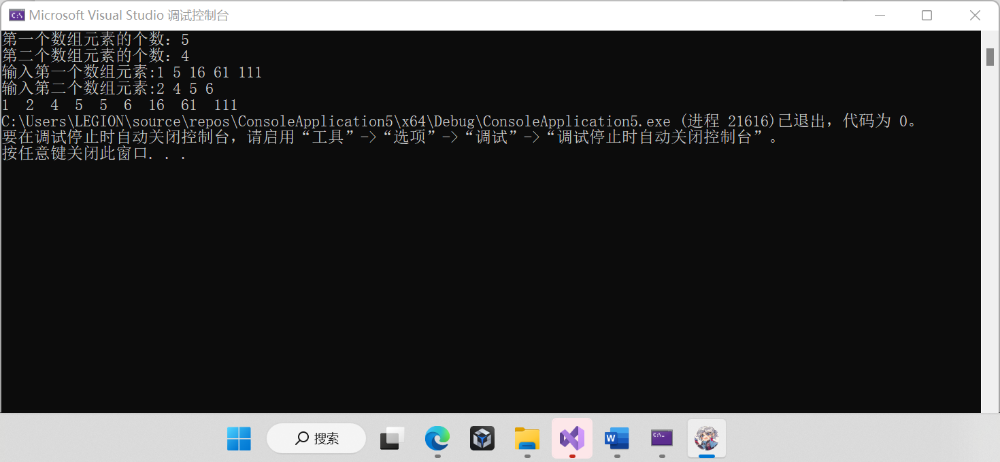 Microsoft Visual Studio 调试控制台
第一个数组元素的个数：5
第二个数组元素的个数：4
输入第一个数组元素:1 5 16 61 111
输入第二个数组元素:2 4 5 6
1  2  4  5  5  6  16  61  111
C:\Users\LEGION\source\repos\ConsoleApplication5\x64\Debug\ConsoleApplication5.exe (进程 21616)已退出，代码为 0。
要在调试停止时自动关闭控制台，请启用“工具”->“选项”->“调试”->“调试停止时自动关闭控制台”。
按任意键关闭此窗口. . .
搜索